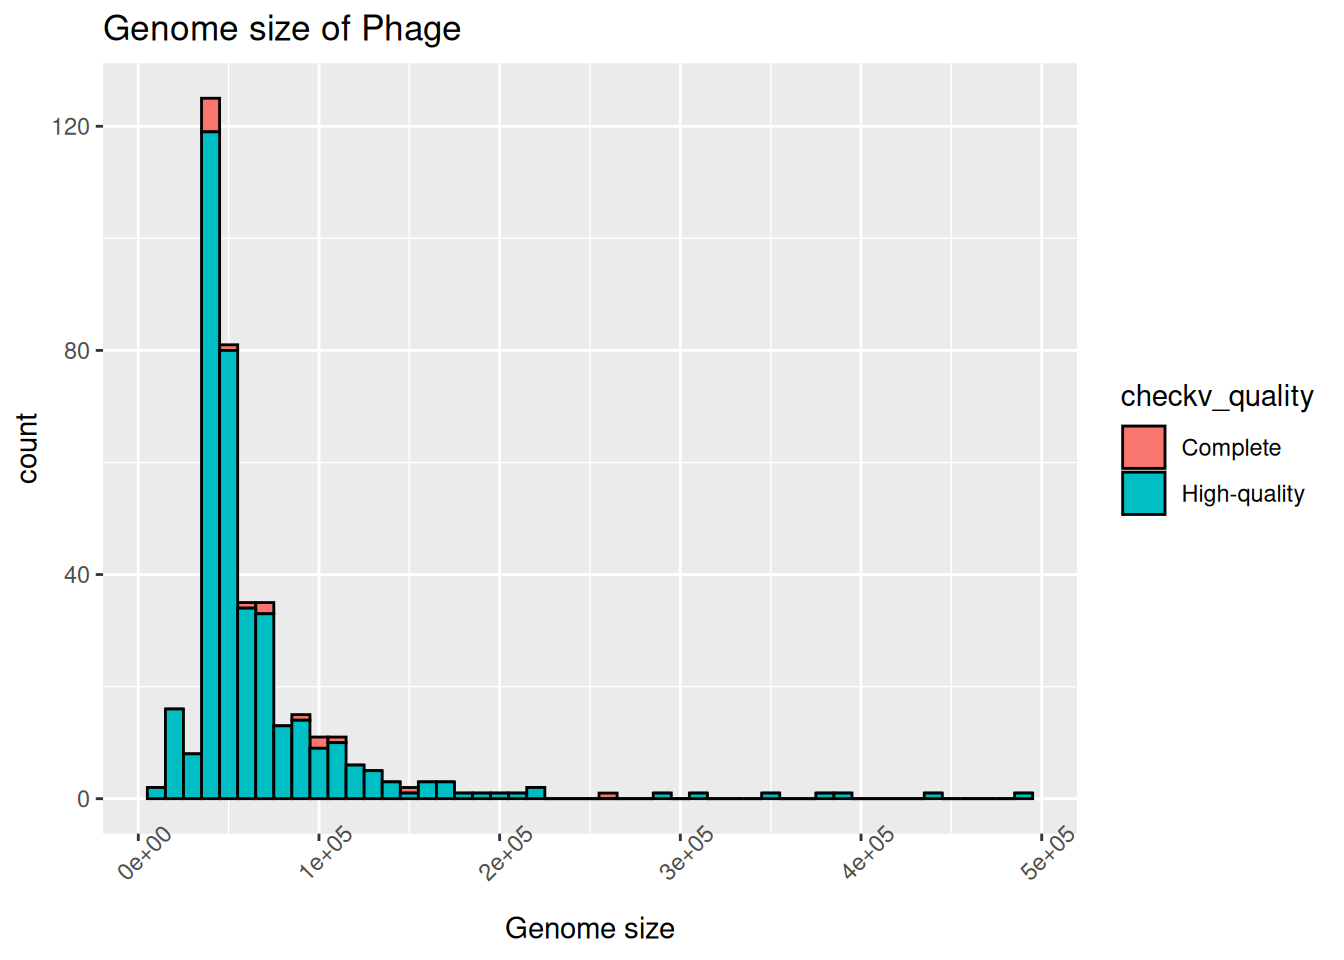 Genome size of Phage
120
80
40
0
count
0e+00
1e+05
2e+05
3e+05
4e+05
5e+05
Genome size
checkv_quality
Complete
High-quality